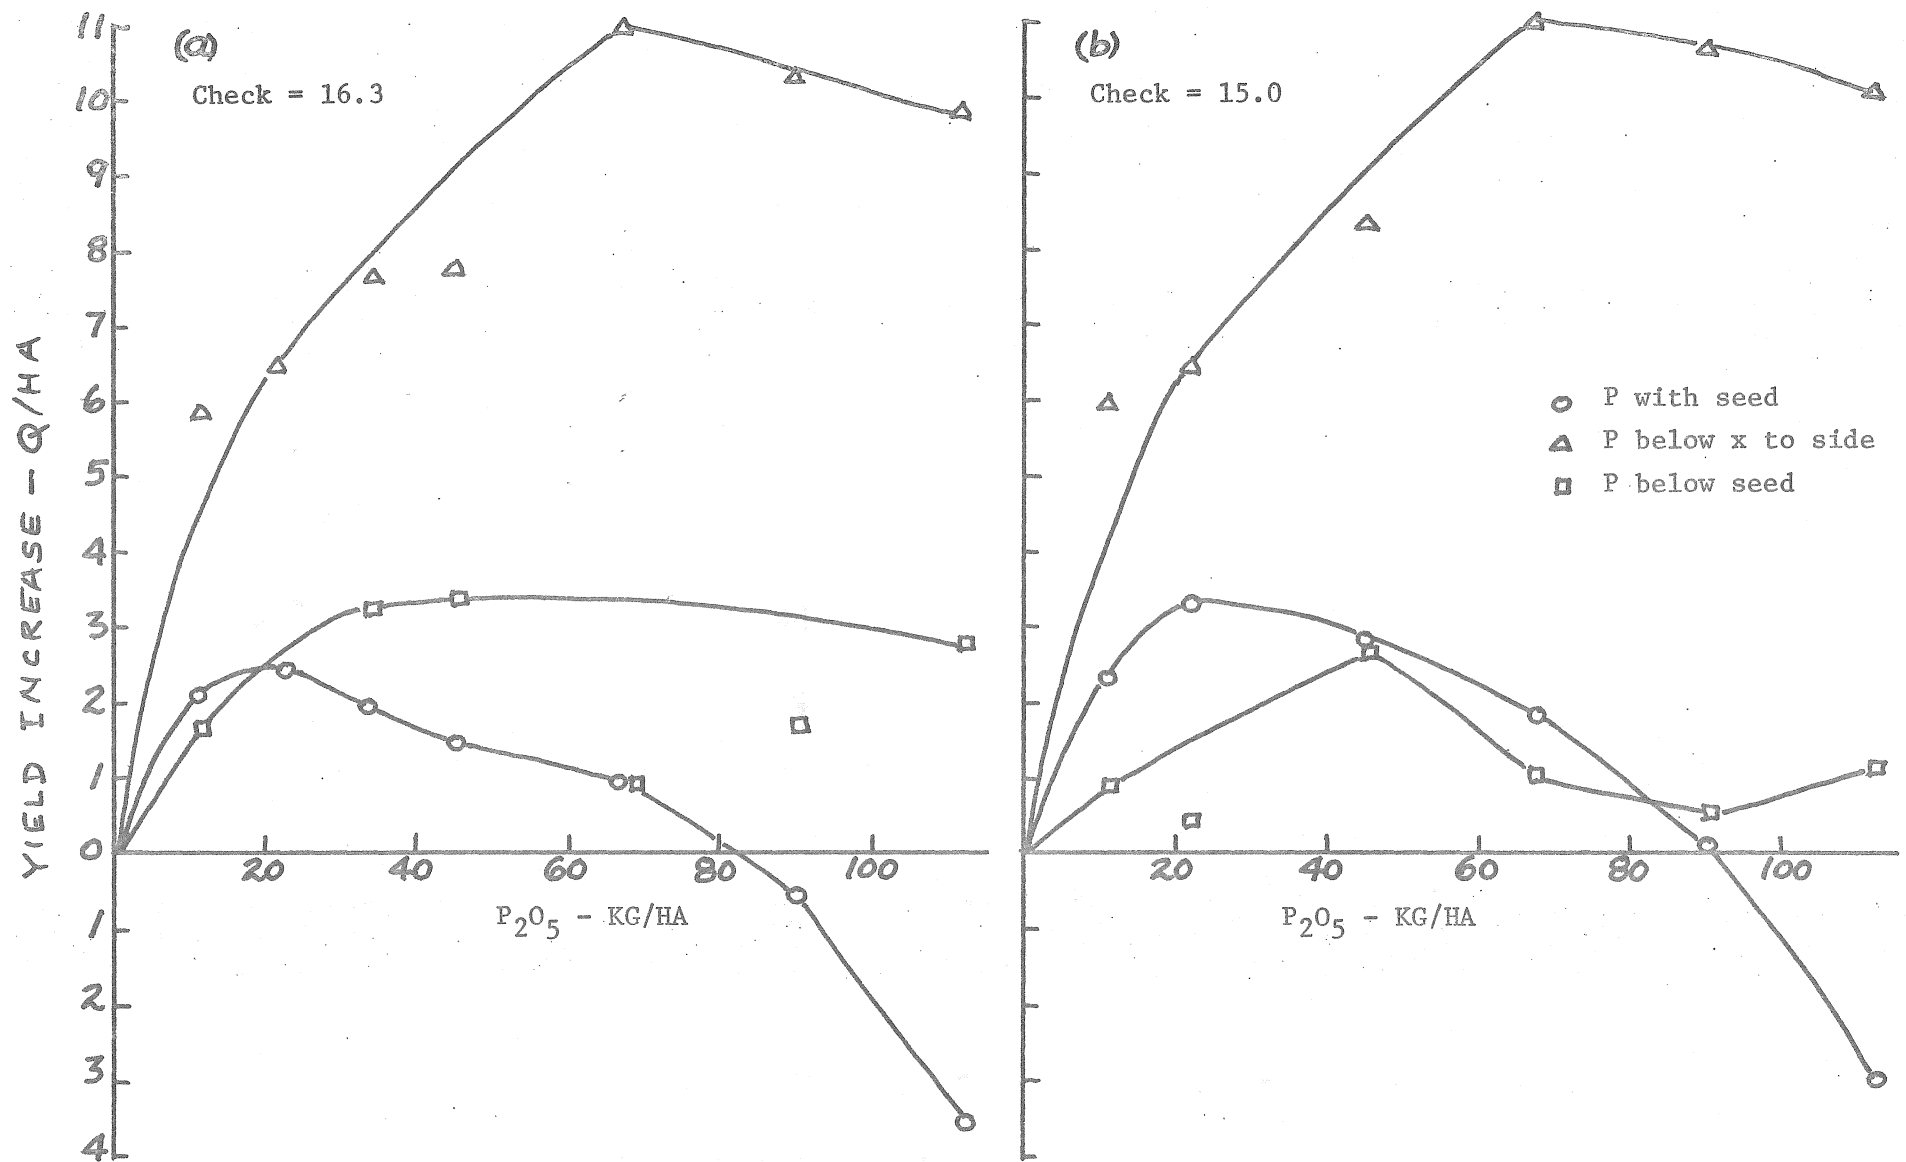 (a)
Check = 16.3
(b)
Check = 15.0
YIELD INCREASE - Q/HA
11
10
9
8
7
6
5
4
3
2
1
0
1
2
3
4
20 40 60 80 100
P₂O₅ - KG/HA
20 40 60 80 100
P₂O₅ - KG/HA
P with seed
P below x to side
P below seed